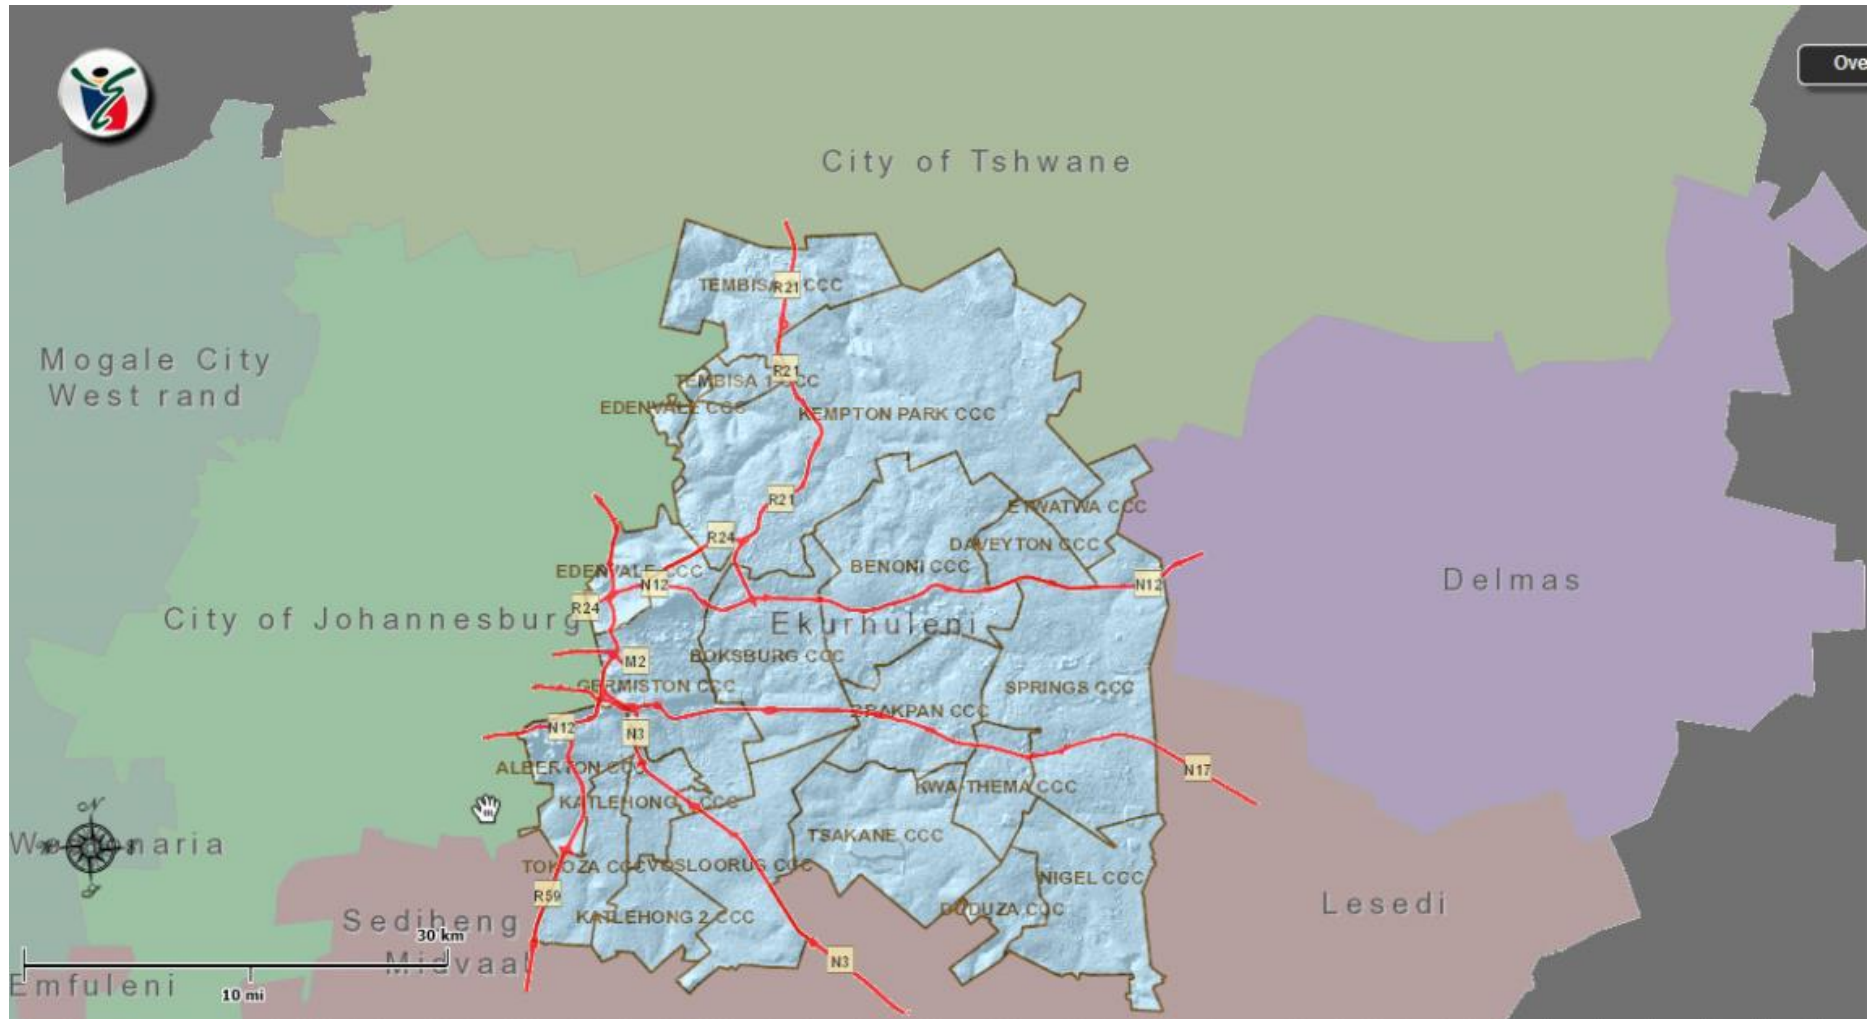 Ove
City of Tshwane
TEMBISA CCC
R21
Mogale City
West rand
R21
TEMBISA 1 CCC
EDENVALE CCC
KEMPTON PARK CCC
R21
ETWATWA CCC
R24
DAVEYTON CCC
BENONI CCC
EDENVALE CCC
N12
N12
Delmas
R24
City of Johannesburg
Ekurhuleni
M2
BOKSBURG CCC
GERMISTON CCC
SPRINGS CCC
BRAKPAN CCC
N12
N3
ALBERTON CCC
N17
KWA-THEMA CCC
KATLEHONG 1 CCC
N
TSAKANE CCC
TOKOZA CCC
VOSLOORUS CCC
NIGEL CCC
R59
Lesedi
DUDUZA CCC
KATLEHONG 2 CCC
Sedibeng
30 km
N3
Midvaal
Emfuleni
10 mi